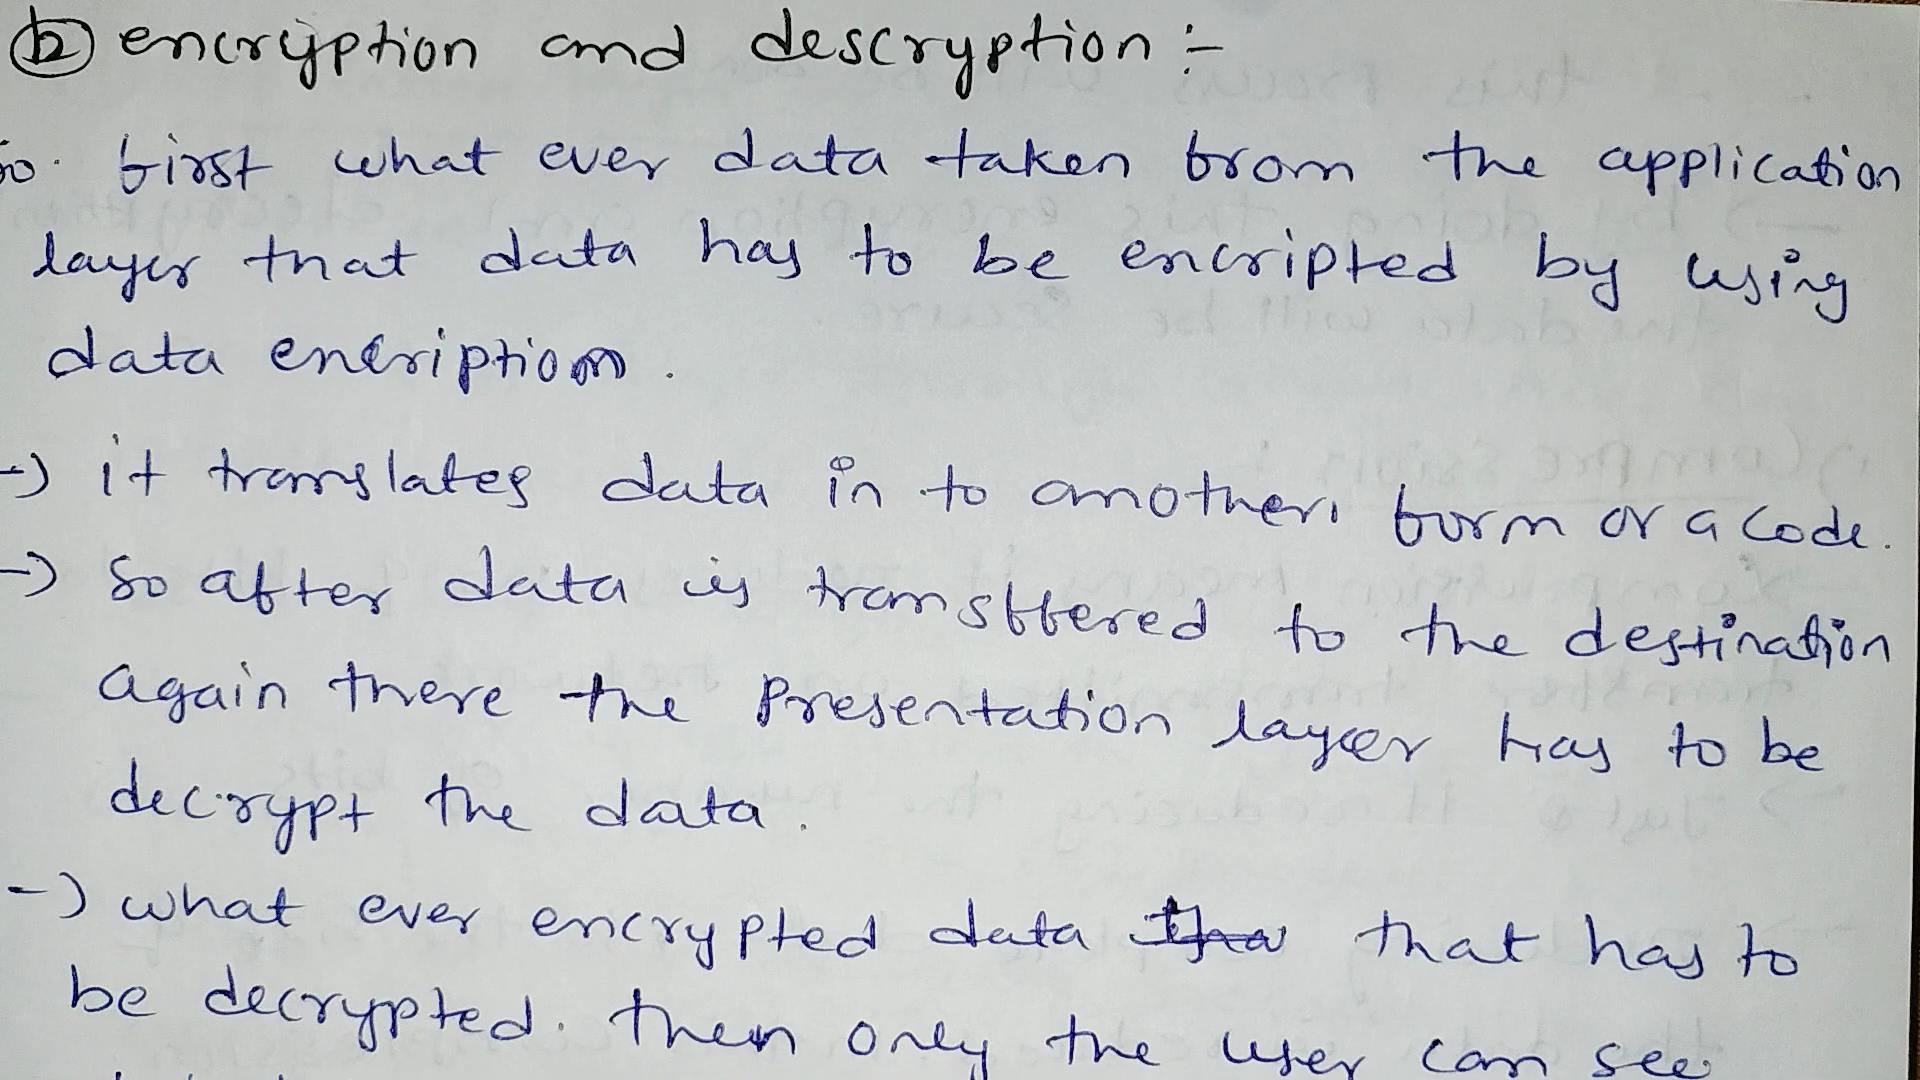 b encryption and descryption :-
so. first what ever data taken from the application
layer that data has to be encripted by using
data encription.
-> it translates data in to another form or a code.
-> so after data is transffered to the destination
again there the Presentation layer has to be
decrypt the data.
-> what ever encrypted data that has to
be decrypted. then only the user can see